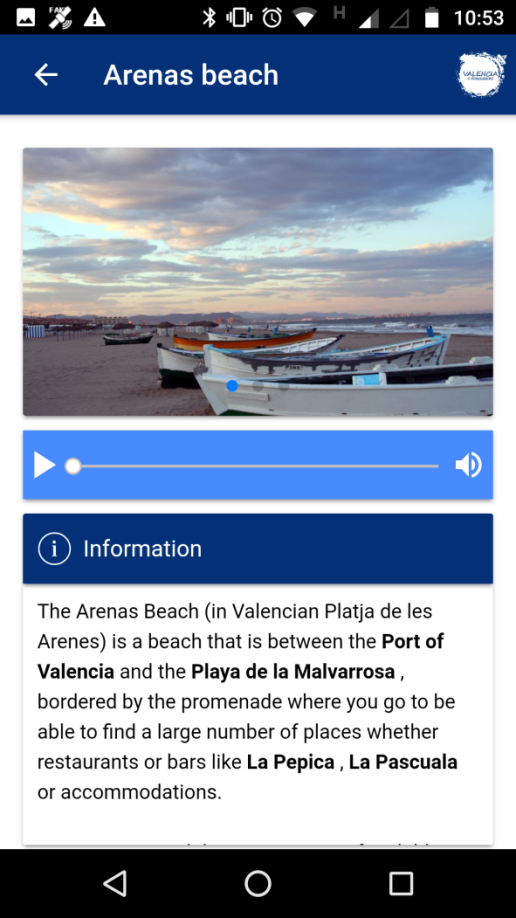 FAK
H
10:53
Arenas beach
VALENCIA
Information
The Arenas Beach (in Valencian Platja de les
Arenes) is a beach that is between the Port of
Valencia and the Playa de la Malvarrosa ,
bordered by the promenade where you go to be
able to find a large number of places whether
restaurants or bars like La Pepica , La Pascuala
or accommodations.